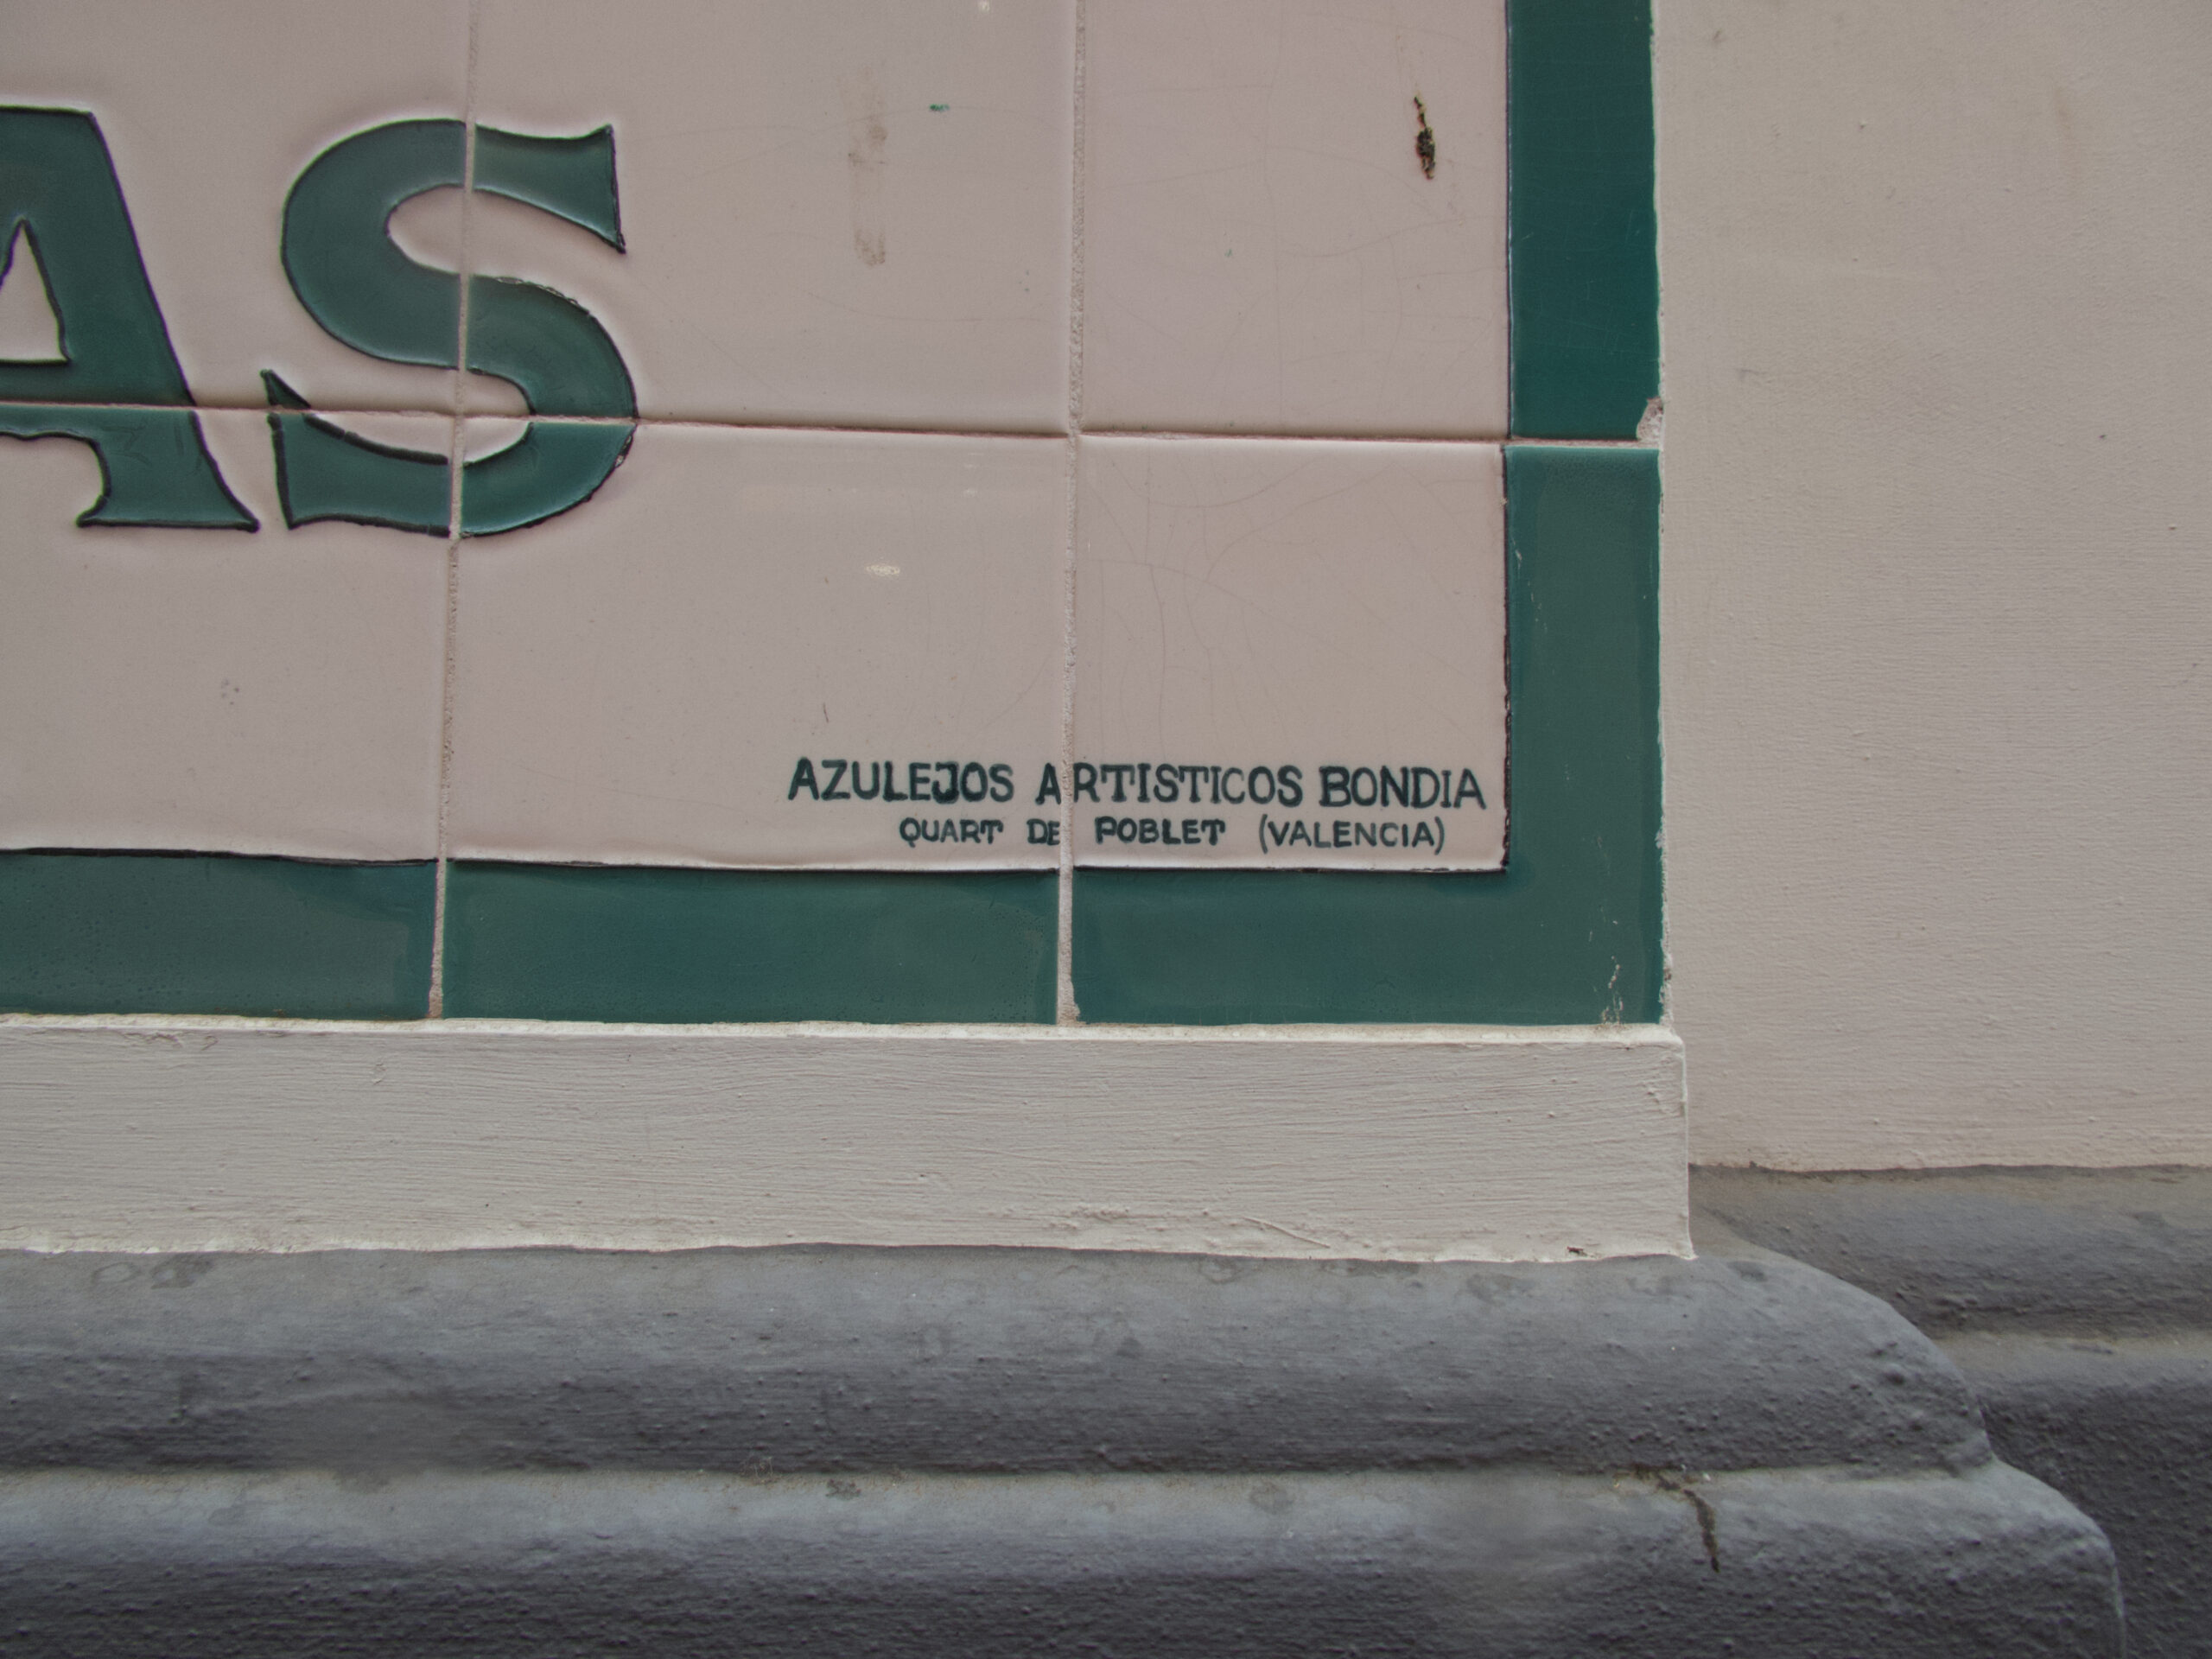 AS
AZULEJOS ARTISTICOS BONDIA
QUART DE POBLET (VALENCIA)